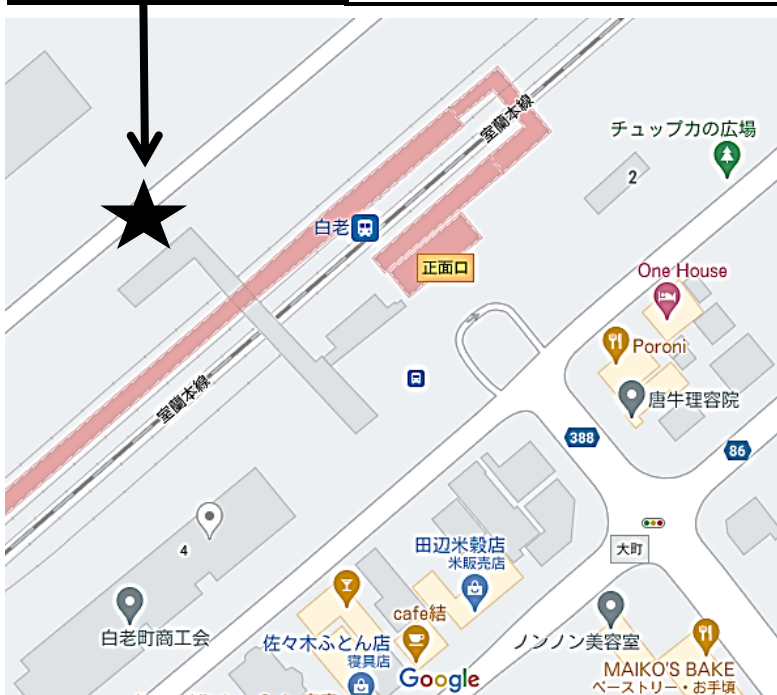 室蘭本線
チュプカの広場
2
白老
正面口
One House
Poroni
唐牛理容院
388
86
室蘭本線
大町
4
田辺米穀店
米販売店
cafe結
白老町商工会
佐々木ふとん店
寝具店
ノンノン美容室
Google
MAIKO'S BAKE
ベーストリー・お手頃